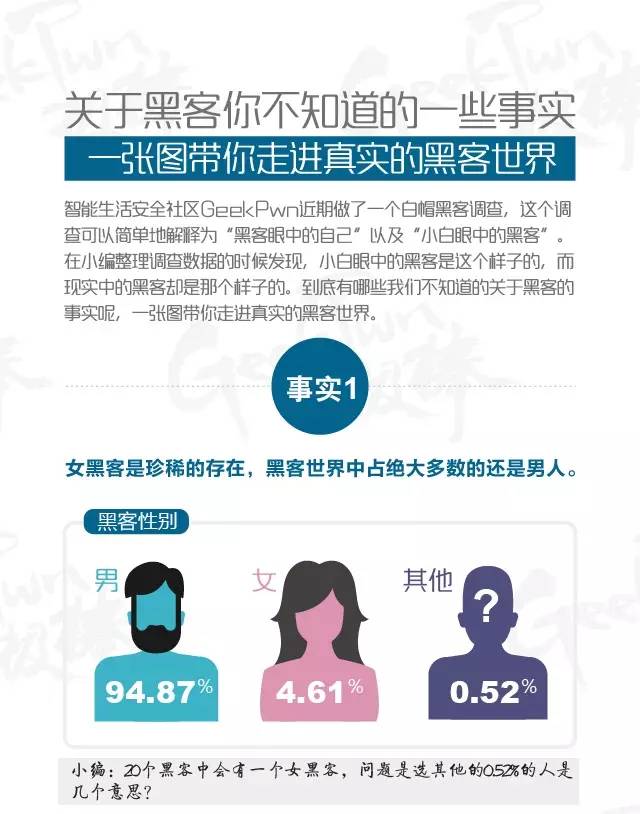 关于黑客你不知道的一些事实
一张图带你走进真实的黑客世界
智能生活安全社区GeekPwn近期做了一个白帽黑客调查，这个调
查可以简单地解释为“黑客眼中的自己”以及“小白眼中的黑客”。
在小编整理调查数据的时候发现，小白眼中的黑客是这个样子的，而
现实中的黑客却是那个样子的。到底有哪些我们不知道的关于黑客的
事实呢，一张图带你走进真实的黑客世界。
事实1
女黑客是珍稀的存在，黑客世界中占绝大多数的还是男人。
黑客性别
男 女 其他
?
94.87% 4.61% 0.52%
小编：20个黑客中会有一个女黑客，问题是选其他的0.52%的人是
几个意思？